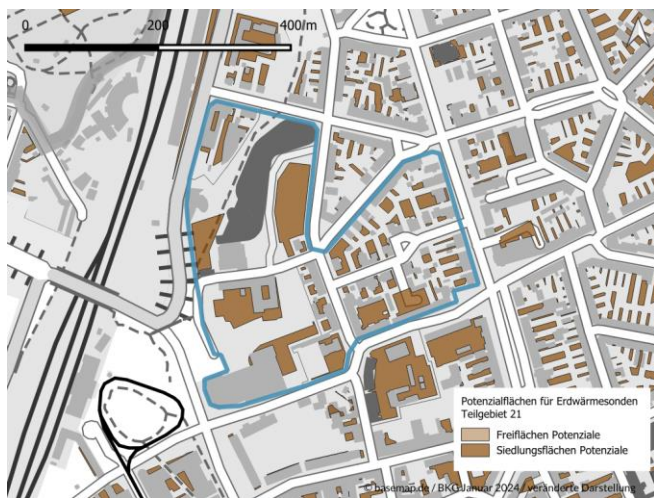 0 200 400/m
Potenzialflächen für Erdwärmesonden
Teilgebiet 21
Freiflächen Potenziale
Siedlungsflächen Potenziale
© basemap.de / BKG Januar 2024 / veränderte Darstellung